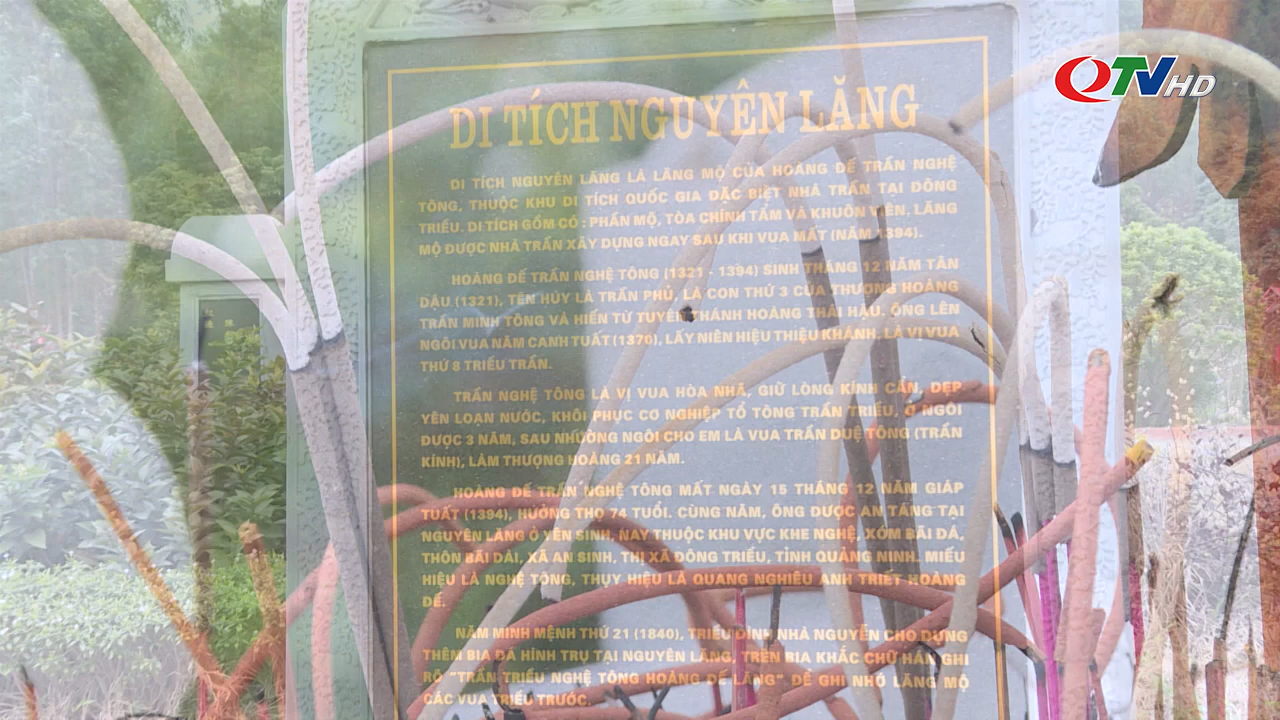 QTV HD
DI TÍCH NGUYÊN LĂNG
DI TÍCH NGUYÊN LĂNG LÀ LĂNG MỘ CỦA HOÀNG ĐẾ TRẦN NGHỆ
TÔNG, THUỘC KHU DI TÍCH QUỐC GIA ĐẶC BIỆT NHÀ TRẦN TẠI ĐÔNG
TRIỀU. DI TÍCH GỒM CÓ : PHẦN MỘ, TÒA CHÍNH TẨM VÀ KHUÔN VIÊN. LĂNG
MỘ ĐƯỢC NHÀ TRẦN XÂY DỰNG NGAY SAU KHI VUA MẤT (NĂM 1394).
HOÀNG ĐẾ TRẦN NGHỆ TÔNG (1321 - 1394) SINH THÁNG 12 NĂM TÂN
DẬU (1321), TÊN HÚY LÀ TRẦN PHỦ, LÀ CON THỨ 3 CỦA THƯỢNG HOÀNG
TRẦN MINH TÔNG VÀ HIẾN TỪ TUYÊN THÁNH HOÀNG THÁI HẬU. ÔNG LÊN
NGÔI VUA NĂM CANH TUẤT (1370), LẤY NIÊN HIỆU THIỆU KHÁNH, LÀ VỊ VUA
THỨ 8 TRIỀU TRẦN.
TRẦN NGHỆ TÔNG LÀ VỊ VUA HÒA NHÃ, GIỮ LÒNG KÍNH CẨN, DẸP
YÊN LOẠN NƯỚC, KHÔI PHỤC CƠ NGHIỆP TỔ TÔNG TRẦN TRIỀU, Ở NGÔI
ĐƯỢC 3 NĂM, SAU NHƯỜNG NGÔI CHO EM LÀ VUA TRẦN DUỆ TÔNG (TRẦN
KÍNH), LÀM THƯỢNG HOÀNG 21 NĂM.
HOÀNG ĐẾ TRẦN NGHỆ TÔNG MẤT NGÀY 15 THÁNG 12 NĂM GIÁP
TUẤT (1394), HƯỞNG THỌ 74 TUỔI. CÙNG NĂM, ÔNG ĐƯỢC AN TÁNG TẠI
NGUYÊN LĂNG Ở YÊN SINH, NAY THUỘC KHU VỰC KHE NGHỆ, XÓM BÃI ĐÁ,
THÔN BÃI DÀI, XÃ AN SINH, THỊ XÃ ĐÔNG TRIỀU, TỈNH QUẢNG NINH. MIẾU
HIỆU LÀ NGHỆ TÔNG, THỤY HIỆU LÀ QUANG NGHIÊU ANH TRIẾT HOÀNG
ĐẾ.
NĂM MINH MỆNH THỨ 21 (1840), TRIỀU ĐÌNH NHÀ NGUYỄN CHO DỰNG
THÊM BIA ĐÁ HÌNH TRỤ TẠI NGUYÊN LĂNG, TRÊN BIA KHẮC CHỮ HÁN GHI
RÕ "TRẦN TRIỀU NGHỆ TÔNG HOÀNG ĐẾ LĂNG" ĐỂ GHI NHỚ LĂNG MỘ
CÁC VUA TRIỀU TRƯỚC.